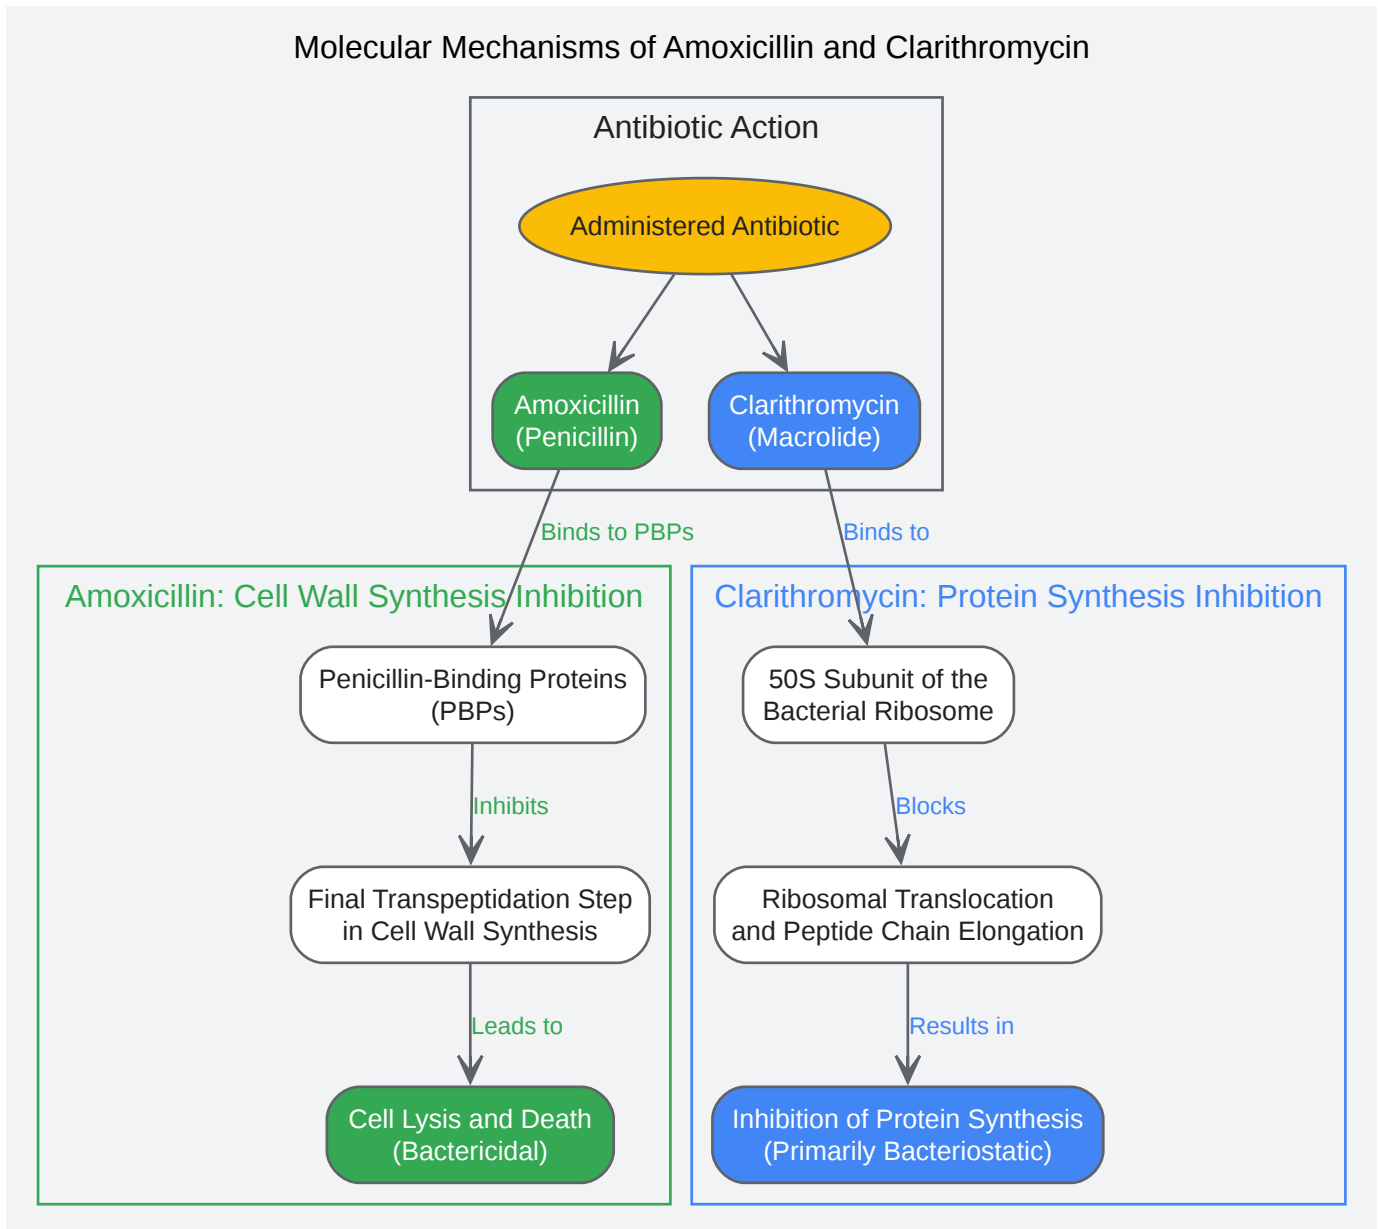 Molecular Mechanisms of Amoxicillin and Clarithromycin
Antibiotic Action
Administered Antibiotic
Amoxicillin
(Penicillin)
Clarithromycin
(Macrolide)
Binds to PBPs
Binds to
Amoxicillin: Cell Wall Synthesis Inhibition
Penicillin-Binding Proteins
(PBPs)
Inhibits
Final Transpeptidation Step
in Cell Wall Synthesis
Leads to
Cell Lysis and Death
(Bactericidal)
Clarithromycin: Protein Synthesis Inhibition
50S Subunit of the
Bacterial Ribosome
Blocks
Ribosomal Translocation
and Peptide Chain Elongation
Results in
Inhibition of Protein Synthesis
(Primarily Bacteriostatic)